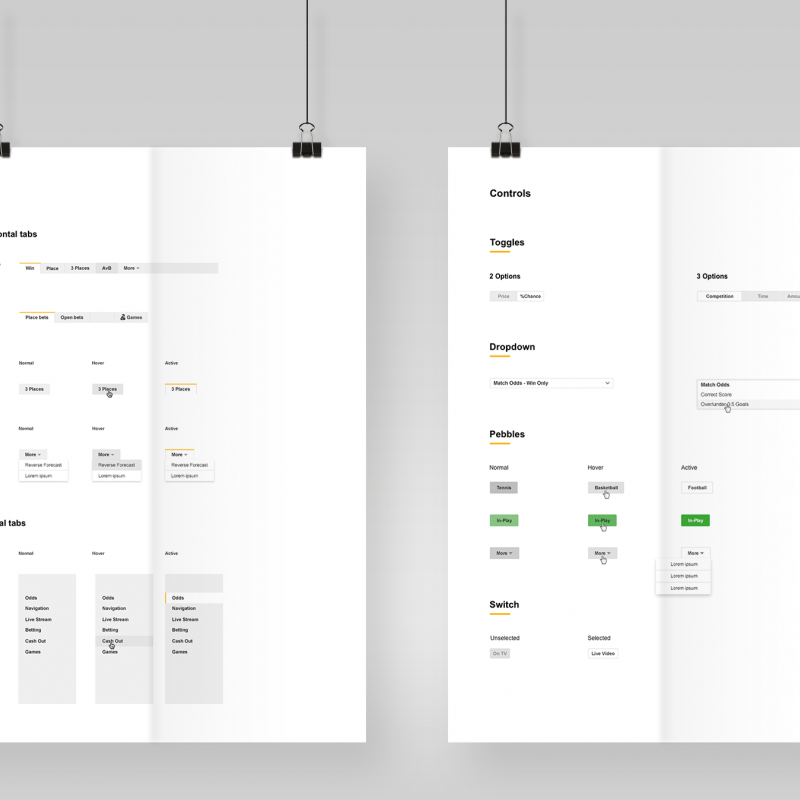 ontal tabs
Win Place 3 Places AvB More
Place bets Open bets Games
Normal Hover Active
3 Places 3 Places 3 Places
Normal Hover Active
More More More
Reverse Forecast Reverse Forecast Reverse Forecast
Lorem ipsum Lorem ipsum Lorem ipsum
al tabs
Normal Hover Active
Odds Odds Odds
Navigation Navigation Navigation
Live Stream Live Stream Live Stream
Betting Betting Betting
Cash Out Cash Out Cash Out
Games Games Games
Controls
Toggles
2 Options 3 Options
Price %Chance Competition Time Amou
Dropdown
Match Odds - Win Only Match Odds
Correct Score
Over/under 0.5 Goals
Pebbles
Normal Hover Active
Tennis Basketball Football
In-Play In-Play In-Play
More More More
Lorem ipsum
Lorem ipsum
Lorem ipsum
Switch
Unselected Selected
On TV Live Video